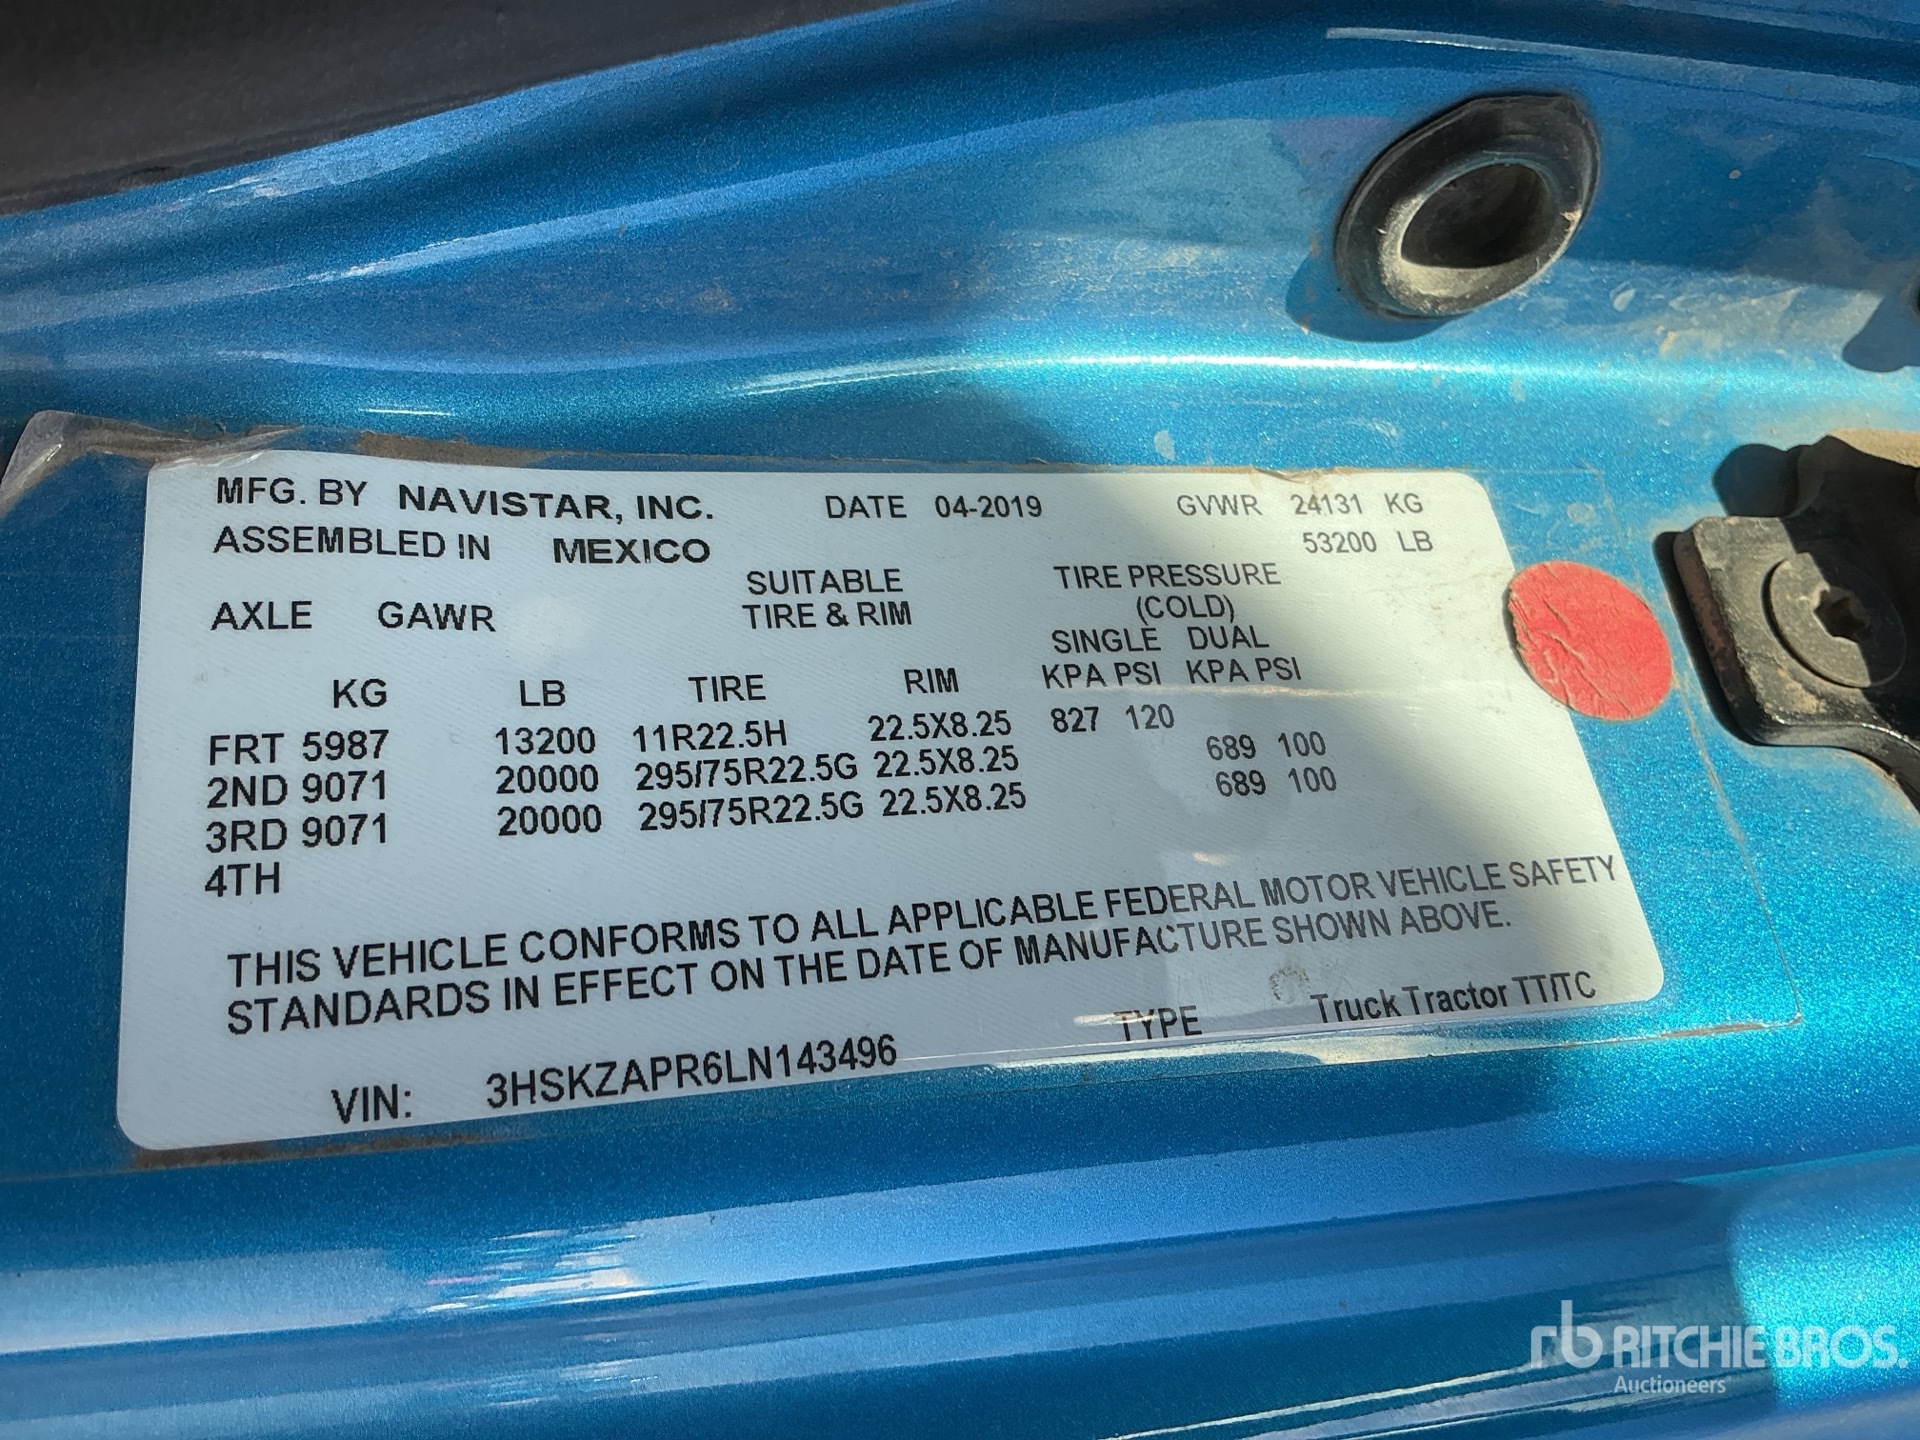 MFG. BY NAVISTAR, INC. DATE 04-2019 GVWR 24131 KG
ASSEMBLED IN MEXICO 53200 LB
AXLE GAWR SUITABLE TIRE & RIM TIRE PRESSURE (COLD)
SINGLE DUAL
KG LB TIRE RIM KPA PSI KPA PSI
FRT 5987 13200 11R22.5H 22.5X8.25 827 120
2ND 9071 20000 295/75R22.5G 22.5X8.25 689 100
3RD 9071 20000 295/75R22.5G 22.5X8.25 689 100
4TH
THIS VEHICLE CONFORMS TO ALL APPLICABLE FEDERAL MOTOR VEHICLE SAFETY
STANDARDS IN EFFECT ON THE DATE OF MANUFACTURE SHOWN ABOVE.
VIN: 3HSKZAPR6LN143496 TYPE Truck Tractor TT/TC
rb RITCHIE BROS.
Auctioneers